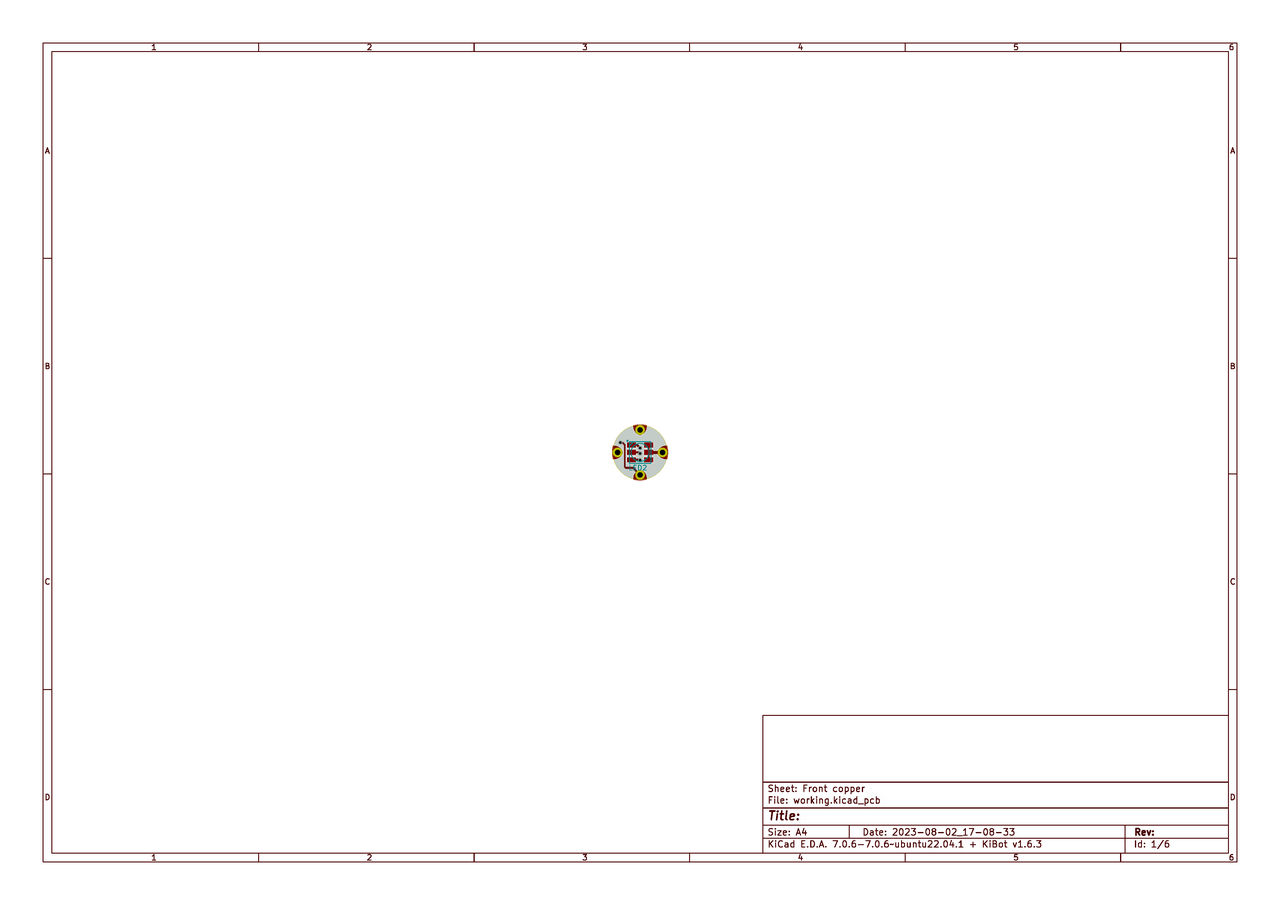 1 2 3 4 5 6
A A
B B
C C
D D
Sheet: Front copper
File: working.kicad_pcb
Title:
Size: A4 Date: 2023-08-02_17-08-33 Rev:
KiCad E.D.A. 7.0.6-7.0.6~ubuntu22.04.1 + KiBot v1.6.3 Id: 1/6
1 2 3 4 5 6